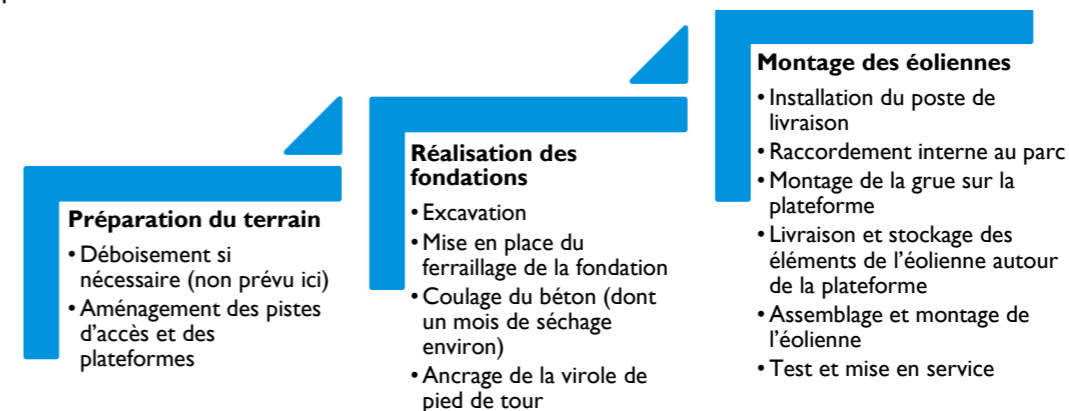 Préparation du terrain
• Déboisement si
nécessaire (non prévu ici)
• Aménagement des pistes
d'accès et des
plateformes
Réalisation des
fondations
• Excavation
• Mise en place du
ferraillage de la fondation
• Coulage du béton (dont
un mois de séchage
environ)
• Ancrage de la virole de
pied de tour
Montage des éoliennes
• Installation du poste de
livraison
• Raccordement interne au parc
• Montage de la grue sur la
plateforme
• Livraison et stockage des
éléments de l'éolienne autour
de la plateforme
• Assemblage et montage de
l'éolienne
• Test et mise en service